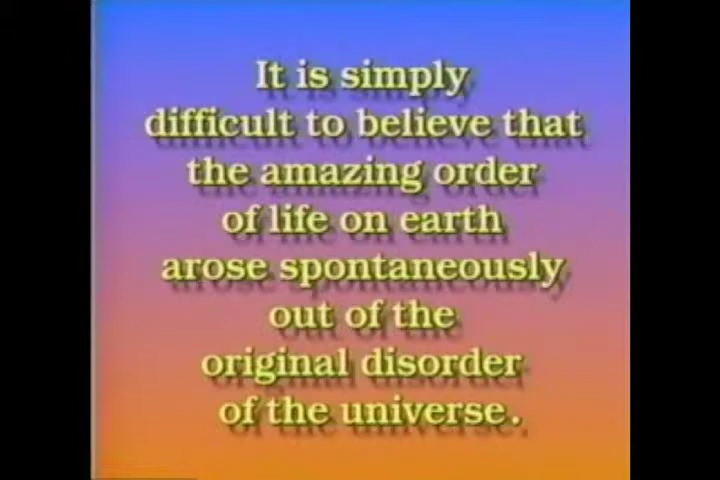 It is simply
difficult to believe that
the amazing order
of life on earth
arose spontaneously
out of the
original disorder
of the universe.